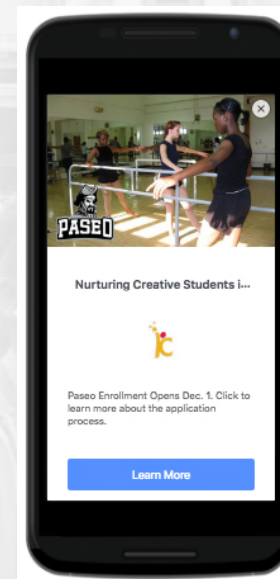 PASEO
Nurturing Creative Students i...
kc
Paseo Enrollment Opens Dec. 1. Click to
learn more about the application
process.
Learn More